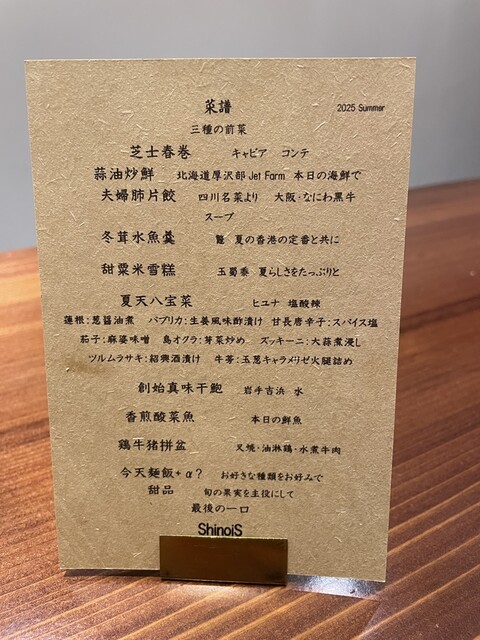 菜譜
2025 Summer
三種の前菜
芝士春巻 キャビア コンテ
蒜油炒鮮 北海道厚沢部 Jet Farm 本日の海鮮で
夫婦肺片餃 四川名菜より 大阪・なにわ黒牛
スープ
冬茸水魚羹 鼈 夏の香港の定番と共に
甜粟米雪糕 玉蜀黍 夏らしさをたっぷりと
夏天八宝菜 ヒユナ 塩酸辣
蓮根:葱醤油煮 パプリカ:生姜風味酢漬け 甘長唐辛子:スパイス塩
茄子:麻婆味噌 島オクラ:芽菜炒め ズッキーニ:大蒜煮浸し
ツルムラサキ:紹興酒漬け 牛蒡:玉葱キャラメリゼ火腿詰め
創始真味干鮑 岩手吉浜 水
香煎酸菜魚 本日の鮮魚
鶏牛猪拼盆 叉焼・油淋鶏・水煮牛肉
今天麺飯+α? お好きな種類をお好みで
甜品 旬の果実を主役にして
最後の一口
ShinoiS